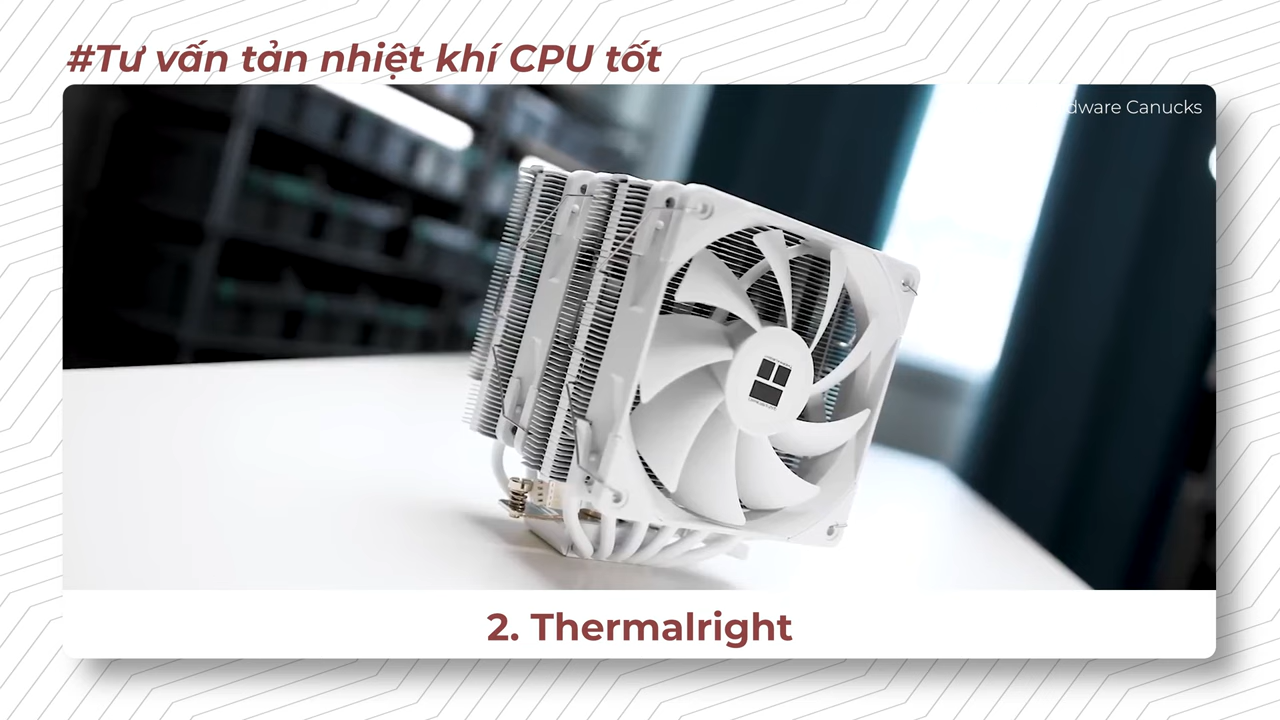 #Tư vấn tản nhiệt khí CPU tốt
dware Canucks
2. Thermalright